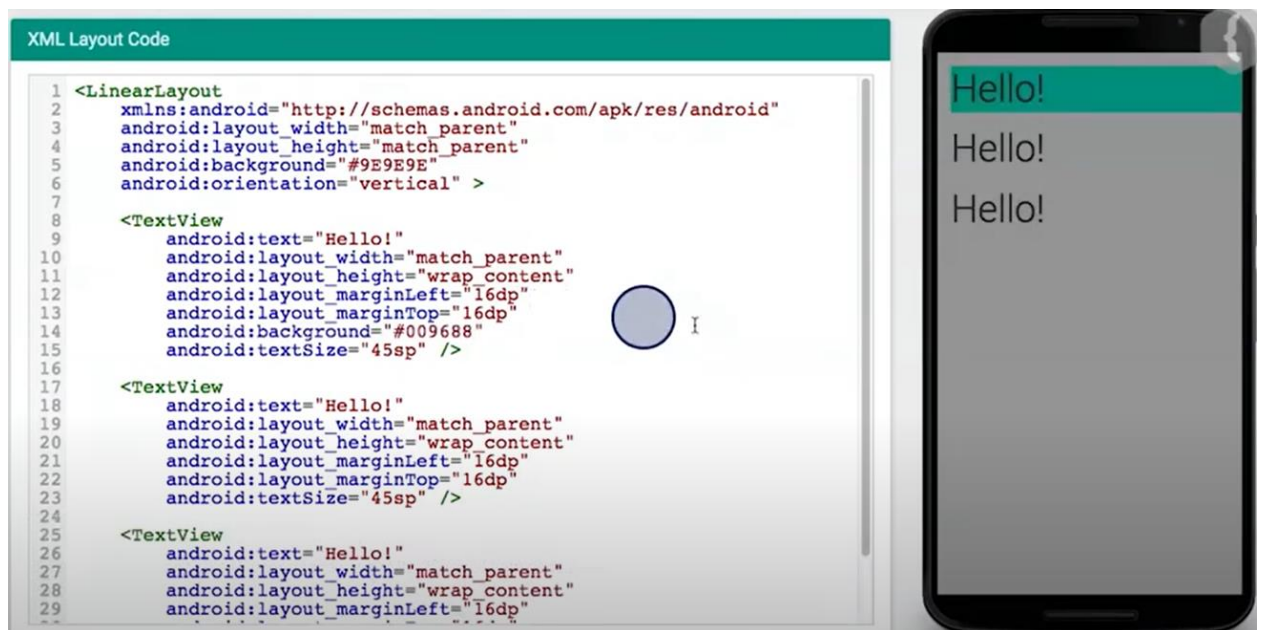 XML Layout Code
1 <LinearLayout
2 xmlns:android="http://schemas.android.com/apk/res/android"
3 android:layout_width="match_parent"
4 android:layout_height="match_parent"
5 android:background="#9E9E9E"
6 android:orientation="vertical" >
7
8 <TextView
9 android:text="Hello!"
10 android:layout_width="match_parent"
11 android:layout_height="wrap_content"
12 android:layout_marginLeft="16dp"
13 android:layout_marginTop="16dp"
14 android:background="#009688"
15 android:textSize="45sp" />
16
17 <TextView
18 android:text="Hello!"
19 android:layout_width="match_parent"
20 android:layout_height="wrap_content"
21 android:layout_marginLeft="16dp"
22 android:layout_marginTop="16dp"
23 android:textSize="45sp" />
24
25 <TextView
26 android:text="Hello!"
27 android:layout_width="match_parent"
28 android:layout_height="wrap_content"
29 android:layout_marginLeft="16dp"
Hello!
Hello!
Hello!
{